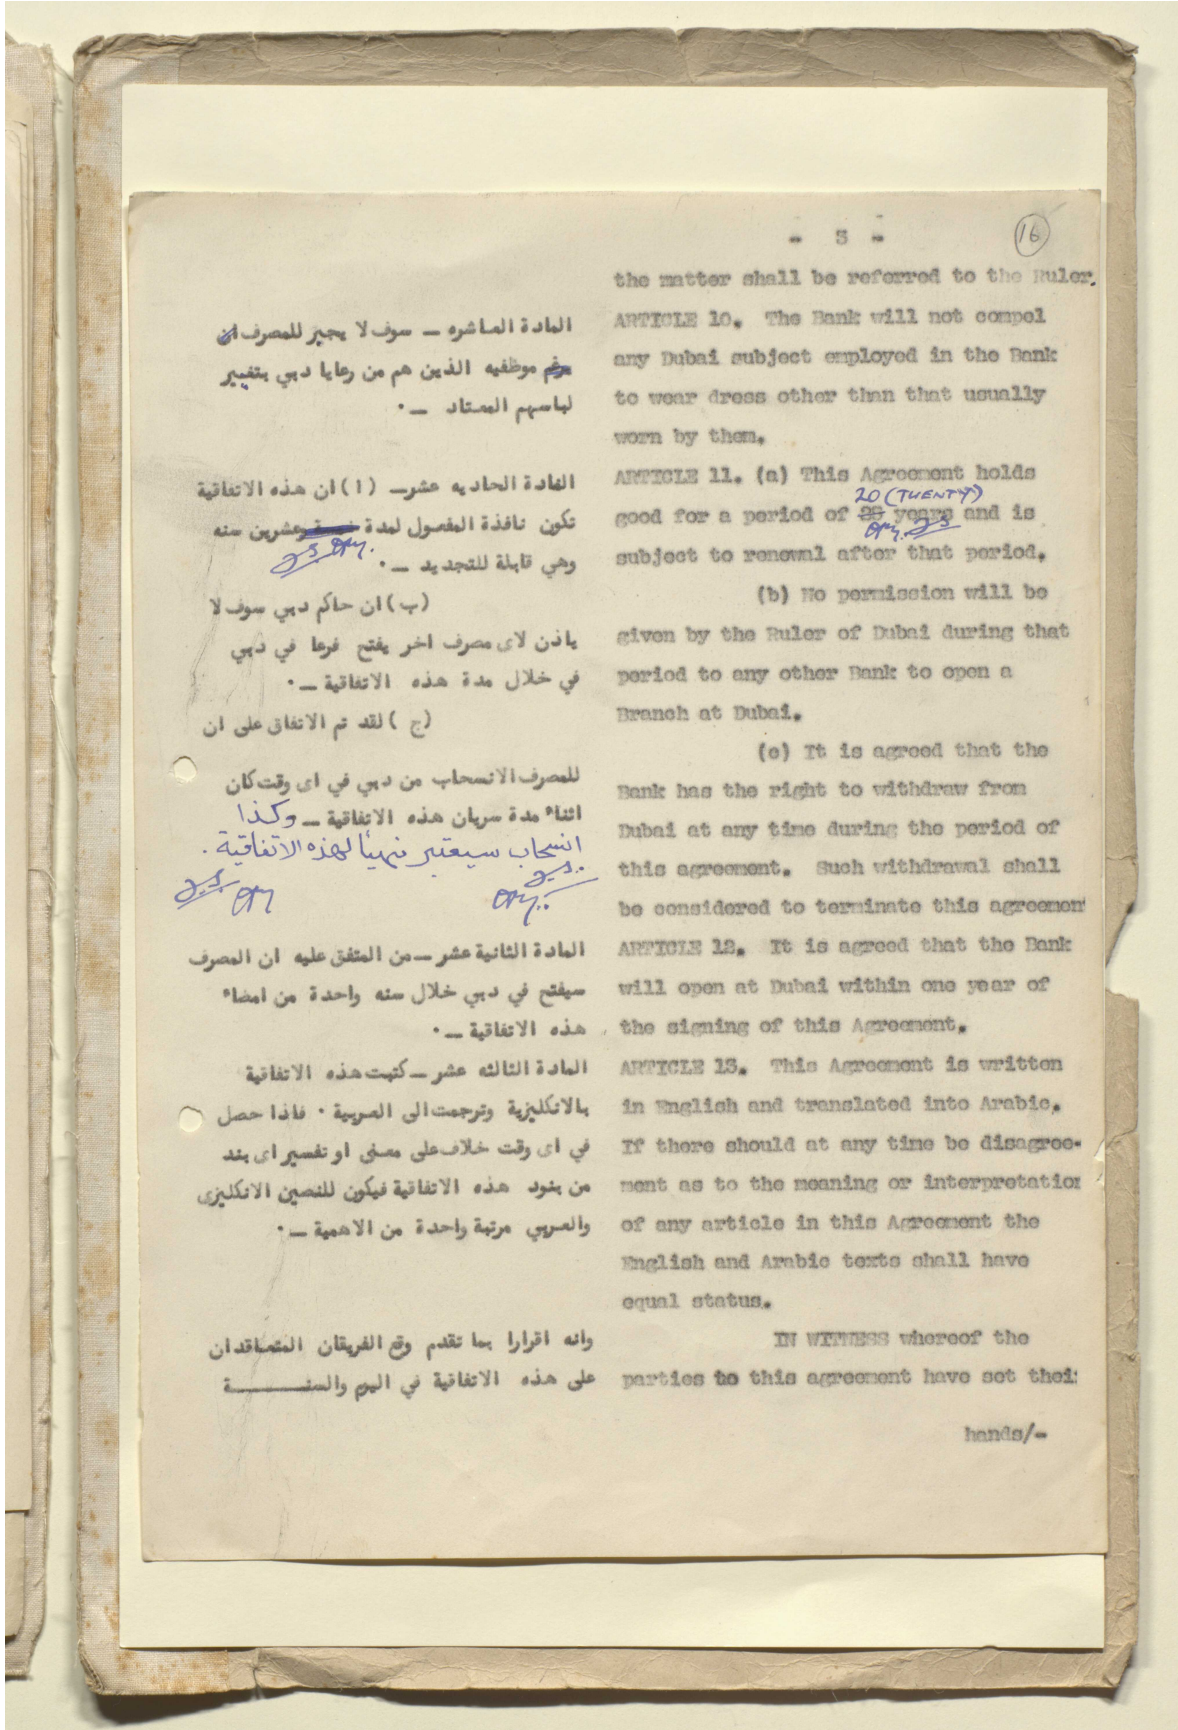 - 3 -
16
the matter shall be referred to the Ruler.
ARTICLE 10. The Bank will not compel
any Dubai subject employed in the Bank
to wear dress other than that usually
worn by them.
ARTICLE 11. (a) This Agreement holds
20 (TWENTY)
good for a period of 25 years and is
subject to renewal after that period.
(b) No permission will be
given by the Ruler of Dubai during that
period to any other Bank to open a
Branch at Dubai.
(c) It is agreed that the
Bank has the right to withdraw from
Dubai at any time during the period of
this agreement. Such withdrawal shall
be considered to terminate this agreemen
ARTICLE 12. It is agreed that the Bank
will open at Dubai within one year of
the signing of this Agreement.
ARTICLE 13. This Agreement is written
in English and translated into Arabic.
If there should at any time be disagree-
ment as to the meaning or interpretation
of any article in this Agreement the
English and Arabic texts shall have
equal status.
IN WITNESS whereof the
parties to this agreement have set thei
hands/-
المادة العاشره — سوف لا يجبر للمصرف ان
يرغم موظفيه الذين هم من رعايا دبي بتغيير
لباسهم المعتاد — ٠
المادة الحاديه عشر — (ا) ان هذه الاتفاقية
تكون نافذة المفعول لمدة خمسة وعشرين سنه
وهي قابلة للتجديد — ٠
(ب) ان حاكم دبي سوف لا
ياذن لاى مصرف اخر يفتح فرعا في دبي
في خلال مدة هذه الاتفاقية — ٠
(ج) لقد تم الاتفاق على ان
للمصرف الانسحاب من دبي في اى وقت كان
اثناء مدة سريان هذه الاتفاقية — وكذا
انسحاب سيعتبر نهيئا لهذه الاتفاقية .
المادة الثانية عشر — من المتفق عليه ان المصرف
سيفتح في دبي خلال سنه واحدة من امضاء
هذه الاتفاقية — ٠
المادة الثالثه عشر — كتبت هذه الاتفاقية
بالانكليزية وترجمت الى العربية ٠ فاذا حصل
في اى وقت خلاف على معنى او تفسير اى بند
من بنود هذه الاتفاقية فيكون للنصين الانكليزى
والعربي مرتبة واحدة من الاهمية — ٠
وانه اقرارا بما تقدم وقع الفريقان المتعاقدان
على هذه الاتفاقية في اليوم والسنة